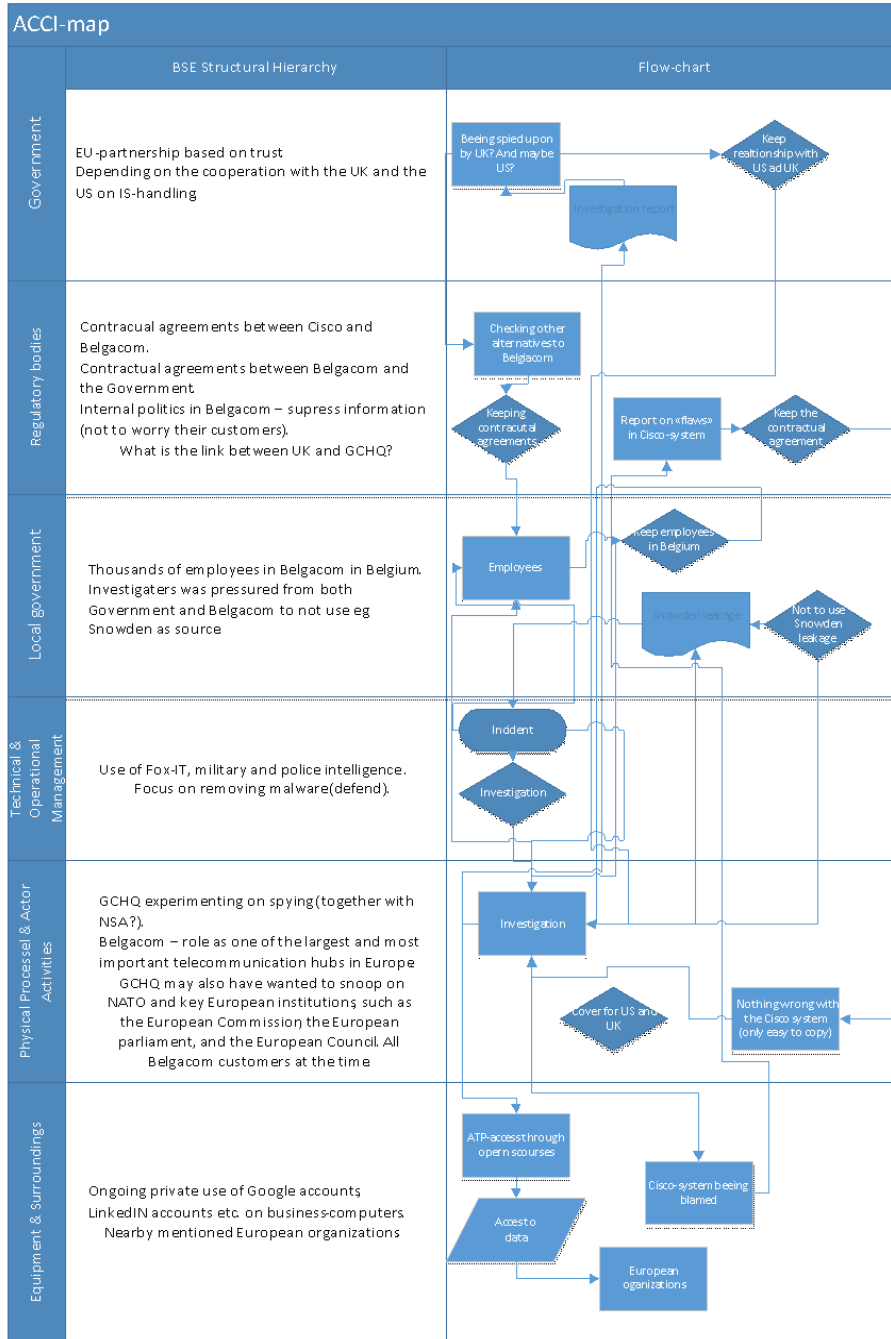 ACCI-map
BSE Structural Hierarchy
Flow-chart
Government
EU-partnership based on trust
Depending on the cooperation with the UK and the
US on IS-handling
Beeing spied upon
by UK? And maybe
US?
Keep
realtionship with
US ad UK
Investigation report
Regulatory bodies
Contracual agreements between Cisco and
Belgacom.
Contractual agreements between Belgacom and
the Government.
Internal politics in Belgacom – supress information
(not to worry their customers).
What is the link between UK and GCHQ?
Checking other
alternatives to
Belgiacom
Keeping
contracutal
agreements
Report on «flaws»
in Cisco-system
Keep the
contractual
agreement
Local government
Thousands of employees in Belgacom in Belgium.
Investigaters was pressured from both
Government and Belgacom to not use eg
Snowden as source
Employees
Keep employees
in Belgium
Snowden leakage
Not to use
Snowden
leakage
Technical &
Operational
Management
Use of Fox-IT, military and police intelligence.
Focus on removing malware(defend).
Incident
Investigation
Physical Processel & Actor
Activities
GCHQ experimenting on spying (together with
NSA?).
Belgacom – role as one of the largest and most
important telecommunication hubs in Europe
GCHQ may also have wanted to snoop on
NATO and key European institutions, such as
the European Commission, the European
parliament, and the European Council. All
Belgacom customers at the time
Investigation
Cover for US and
UK
Nothing wrong with
the Cisco system
(only easy to copy)
Equipment & Surroundings
Ongoing private use of Google accounts,
LinkedIN accounts etc. on business-computers.
Nearby mentioned European organizations
ATP-access through
opern scourses
Cisco-system beeing
blamed
Access to
data
European
oganizations